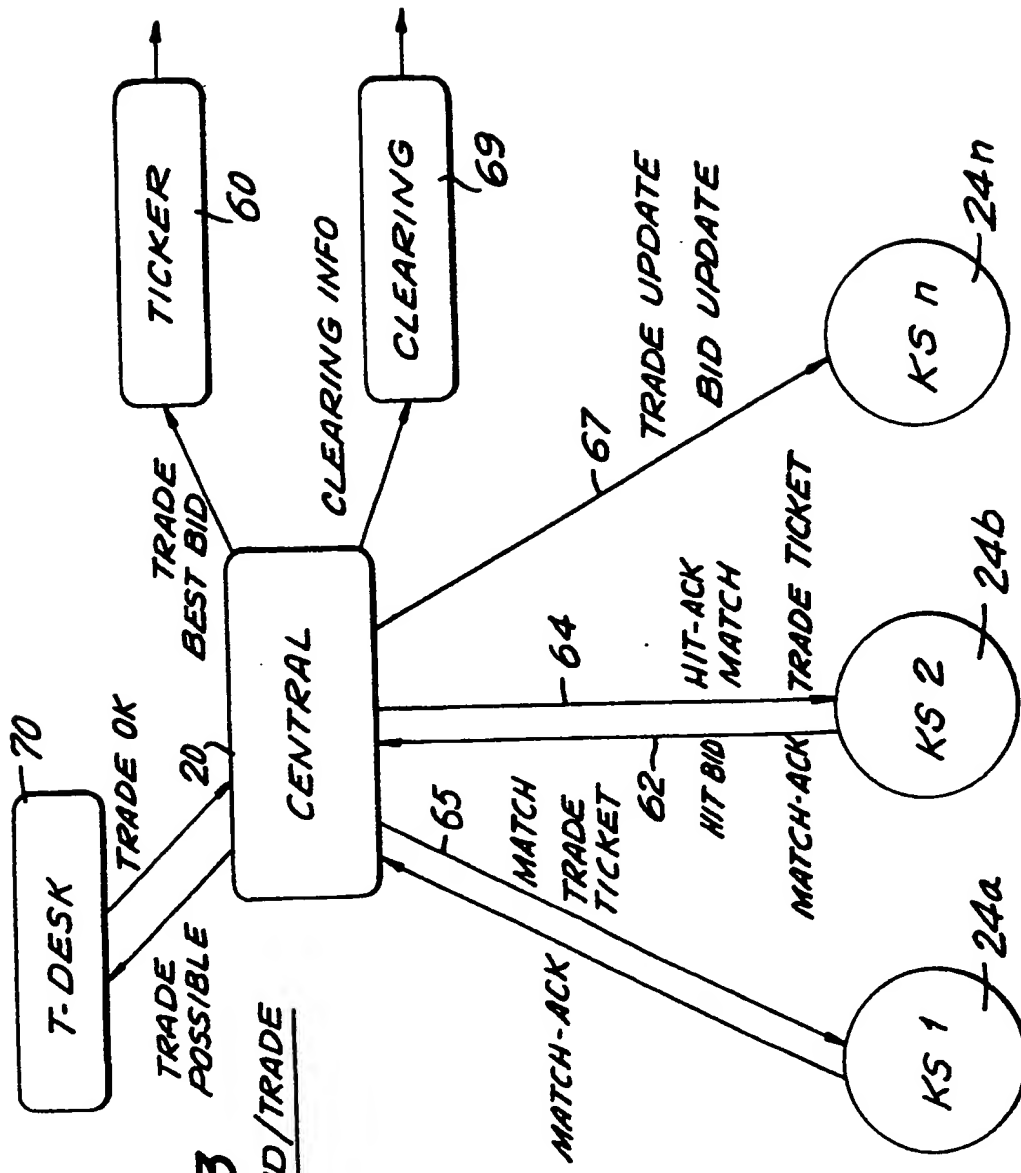 70
T-DESK
TRADE OK
TRADE
POSSIBLE
20
CENTRAL
TRADE
BEST BID
TICKER
60
CLEARING INFO
CLEARING
69
3
D/TRADE
65
MATCH
TRADE
TICKET
MATCH-ACK
62
HIT BID
MATCH-ACK
64
HIT-ACK
MATCH
TRADE TICKET
67
TRADE UPDATE
BID UPDATE
KS 1
24a
KS 2
24b
KS n
24n